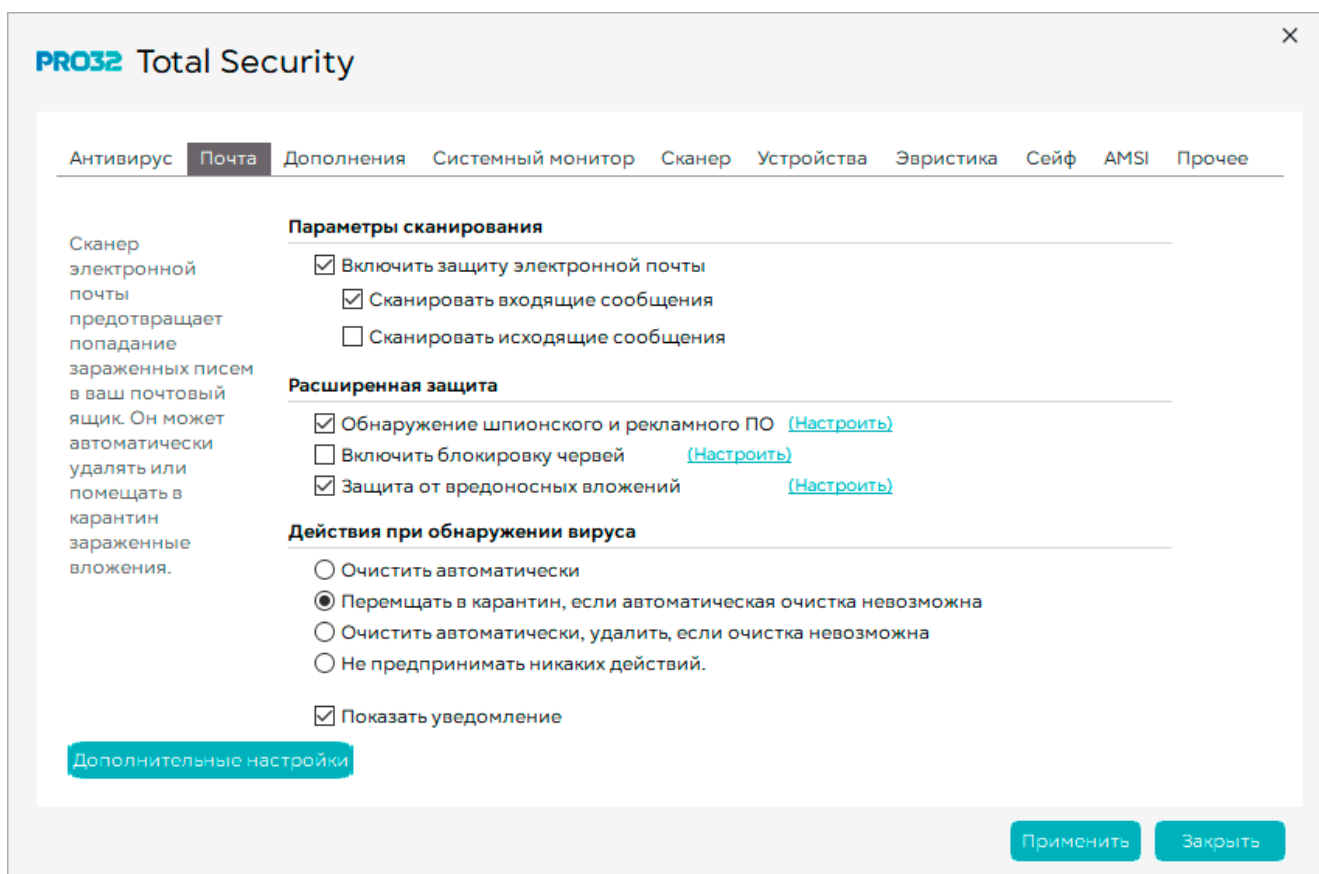 PRO32 Total Security
Антивирус Почта Дополнения Системный монитор Сканер Устройства Эвристика Сейф AMSI Прочее
Сканер
электронной
почты
предотвращает
попадание
зараженных писем
в ваш почтовый
ящик. Он может
автоматически
удалять или
помещать в
карантин
зараженные
вложения.
Параметры сканирования
Включить защиту электронной почты
Сканировать входящие сообщения
Сканировать исходящие сообщения
Расширенная защита
Обнаружение шпионского и рекламного ПО (Настроить)
Включить блокировку червей (Настроить)
Защита от вредоносных вложений (Настроить)
Действия при обнаружении вируса
Очистить автоматически
Перемщать в карантин, если автоматическая очистка невозможна
Очистить автоматически, удалить, если очистка невозможна
Не предпринимать никаких действий.
Показать уведомление
Дополнительные настройки
Применить Закрыть